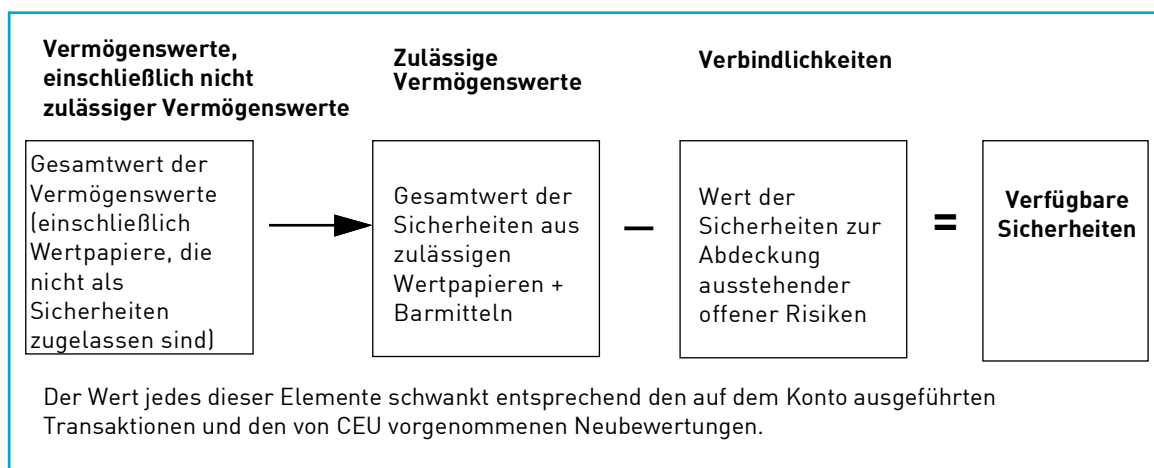 Vermögenswerte,
einschließlich nicht
zulässiger Vermögenswerte
Zulässige
Vermögenswerte
Verbindlichkeiten
Gesamtwert der
Vermögenswerte
(einschließlich
Wertpapiere, die
nicht als
Sicherheiten
zugelassen sind)
Gesamtwert der
Sicherheiten aus
zulässigen
Wertpapieren +
Barmitteln
–
Wert der
Sicherheiten zur
Abdeckung
ausstehender
offener Risiken
=
Verfügbare
Sicherheiten
Der Wert jedes dieser Elemente schwankt entsprechend den auf dem Konto ausgeführten
Transaktionen und den von CEU vorgenommenen Neubewertungen.